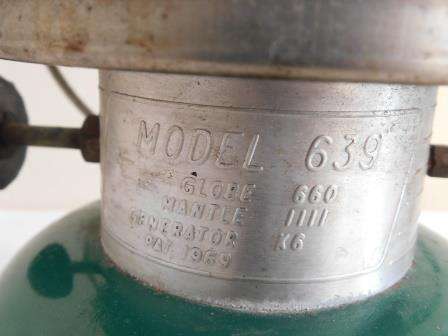 MODEL 639
GLOBE 660
MANTLE 1111
GENERATOR K6
PAT. 1969